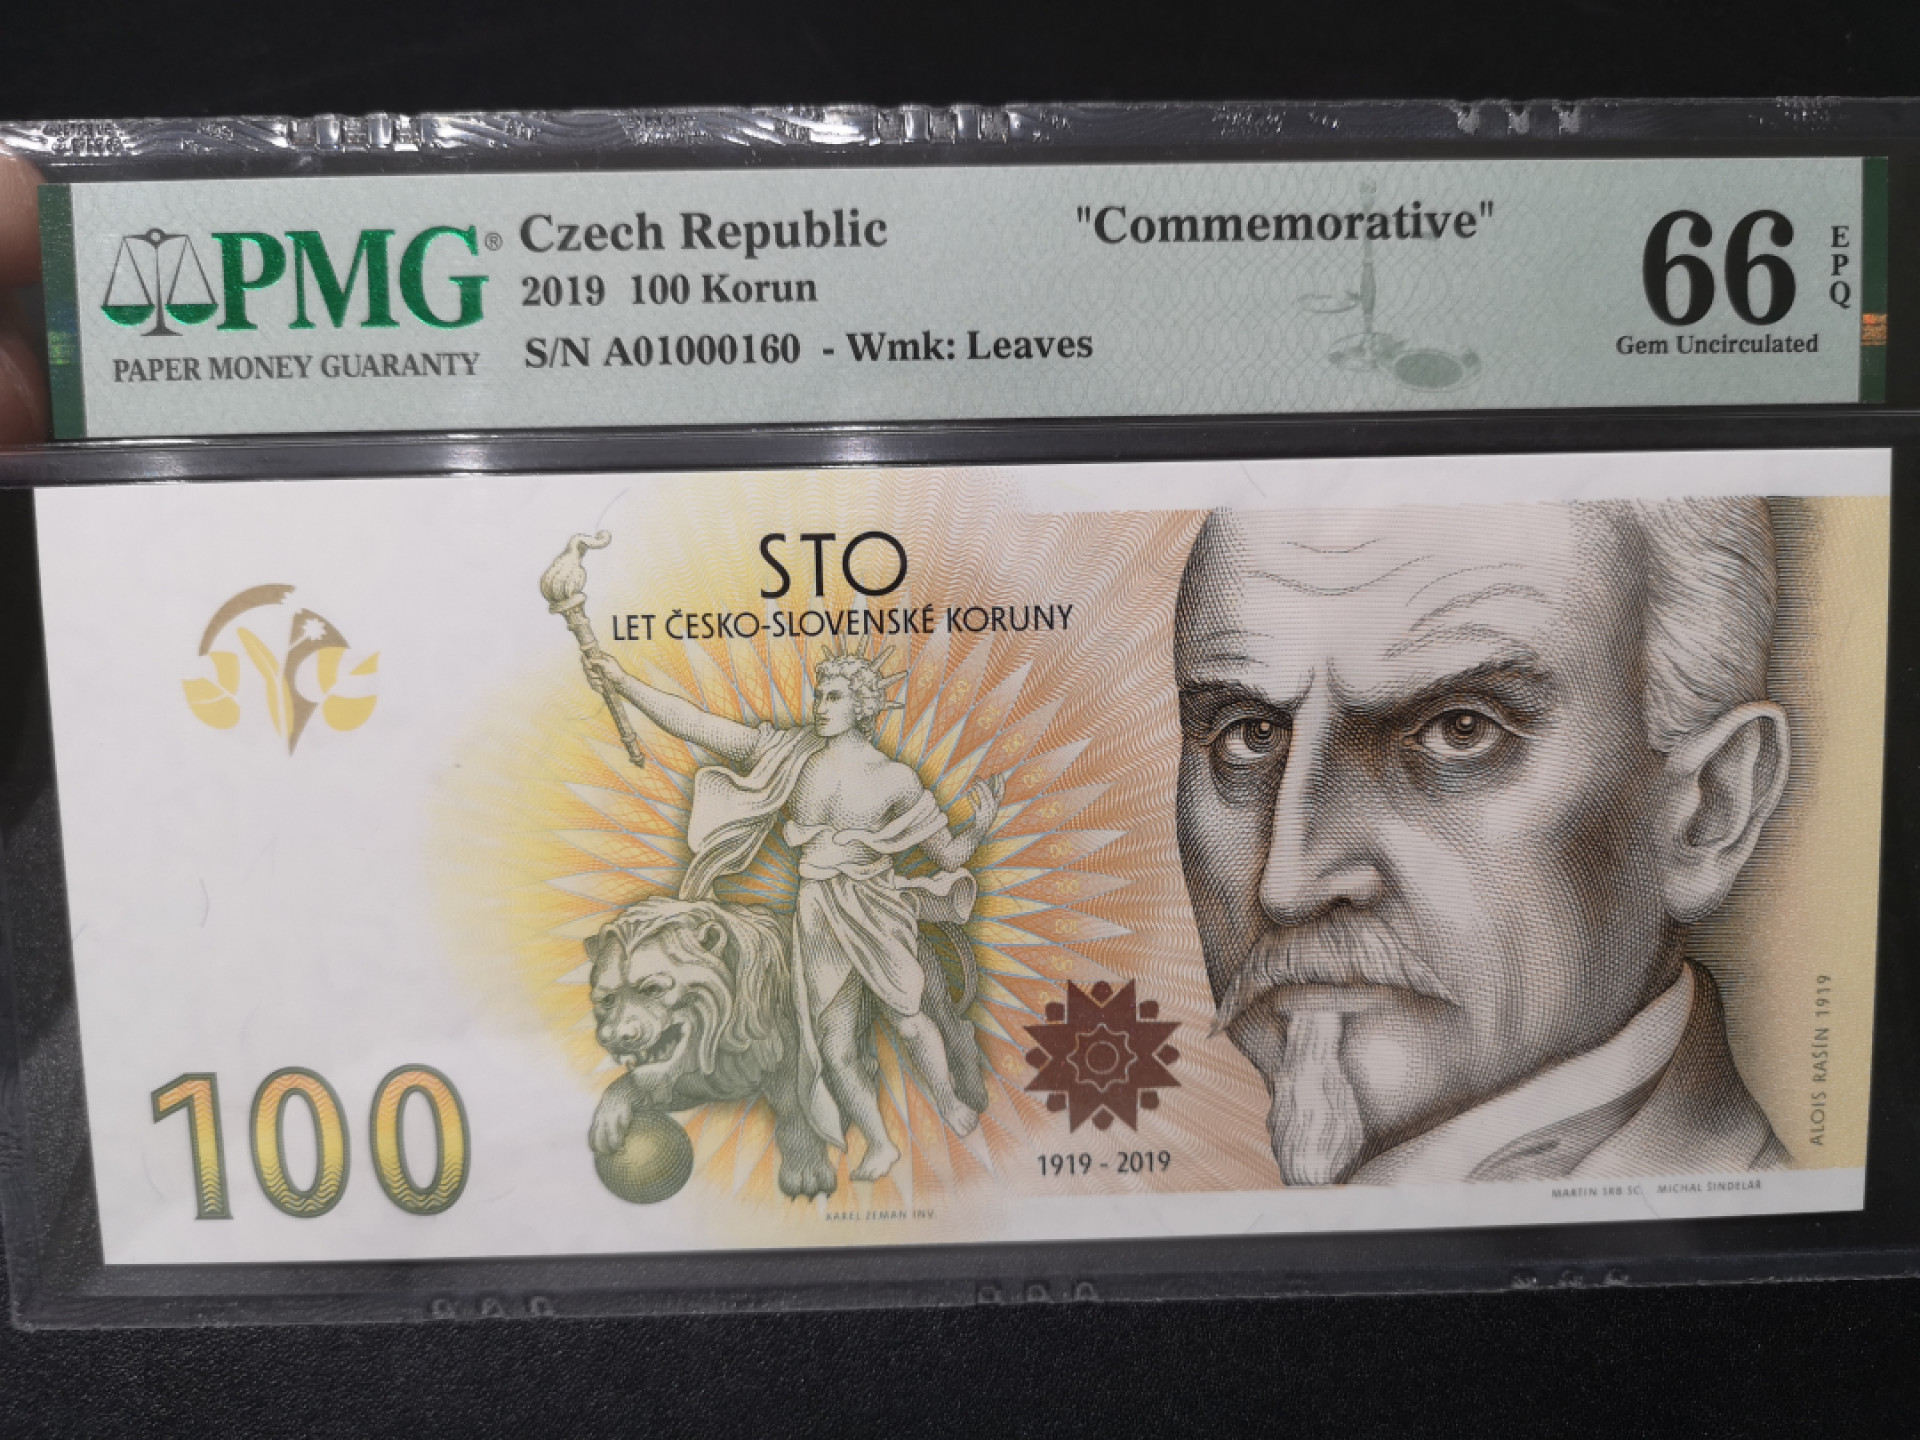 PMG®
PAPER MONEY GUARANTY
Czech Republic
2019 100 Korun
S/N A01000160 - Wmk: Leaves
"Commemorative"
66
EPQ
Gem Uncirculated
STO
LET ČESKO-SLOVENSKÉ KORUNY
100
1919 - 2019
KAREL ZEMAN INV.
MARTIN SRB SC. MICHAL ŠINDELÁŘ
ALOIS RAŠÍN 1919